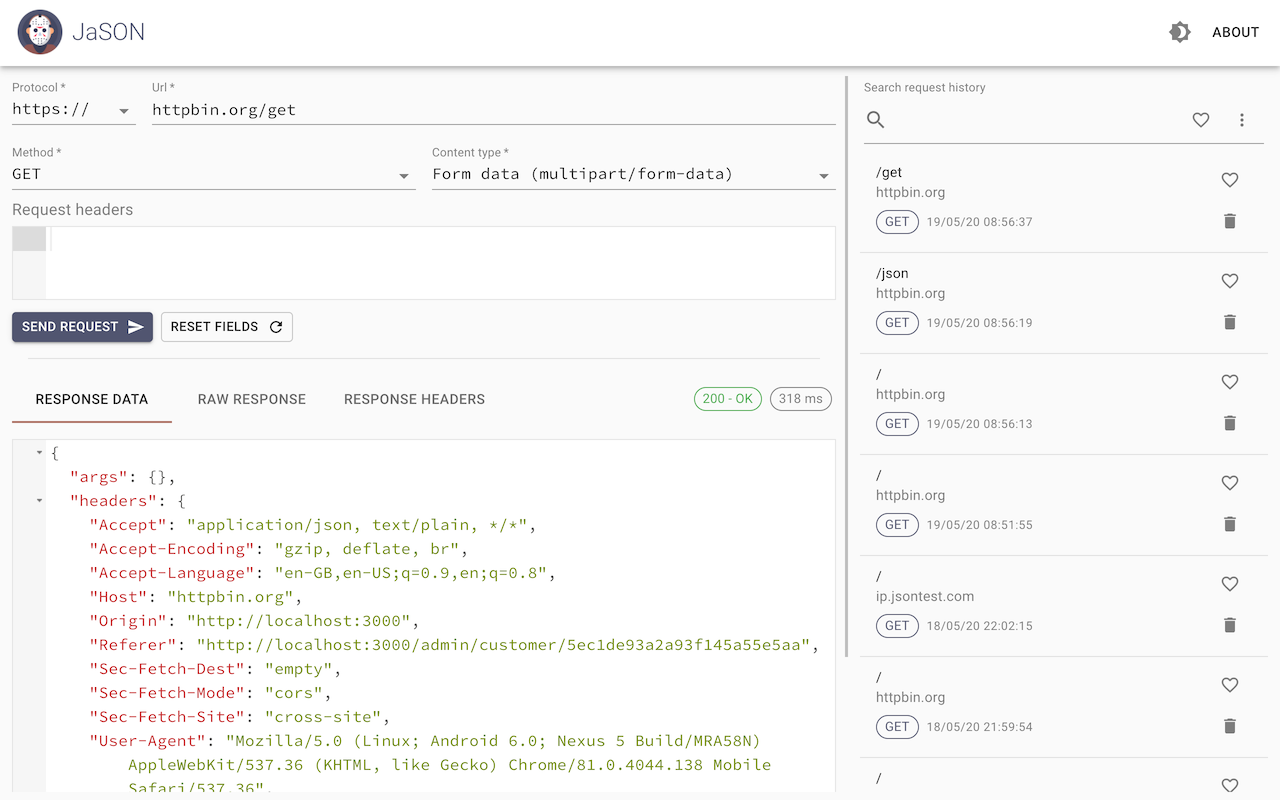 JaSON
ABOUT
Protocol *
https://
Url *
httpbin.org/get
Method *
GET
Content type *
Form data (multipart/form-data)
Request headers
SEND REQUEST
RESET FIELDS
RESPONSE DATA
RAW RESPONSE
RESPONSE HEADERS
200 - OK
318 ms
{
"args": {},
"headers": {
"Accept": "application/json, text/plain, */*",
"Accept-Encoding": "gzip, deflate, br",
"Accept-Language": "en-GB,en-US;q=0.9,en;q=0.8",
"Host": "httpbin.org",
"Origin": "http://localhost:3000",
"Referer": "http://localhost:3000/admin/customer/5ec1de93a2a93f145a55e5aa",
"Sec-Fetch-Dest": "empty",
"Sec-Fetch-Mode": "cors",
"Sec-Fetch-Site": "cross-site",
"User-Agent": "Mozilla/5.0 (Linux; Android 6.0; Nexus 5 Build/MRA58N)
AppleWebKit/537.36 (KHTML, like Gecko) Chrome/81.0.4044.138 Mobile
Safari/537.36",
Search request history
/get
httpbin.org
GET 19/05/20 08:56:37
/json
httpbin.org
GET 19/05/20 08:56:19
/
httpbin.org
GET 19/05/20 08:56:13
/
httpbin.org
GET 19/05/20 08:51:55
/
ip.jsontest.com
GET 18/05/20 22:02:15
/
httpbin.org
GET 18/05/20 21:59:54
/